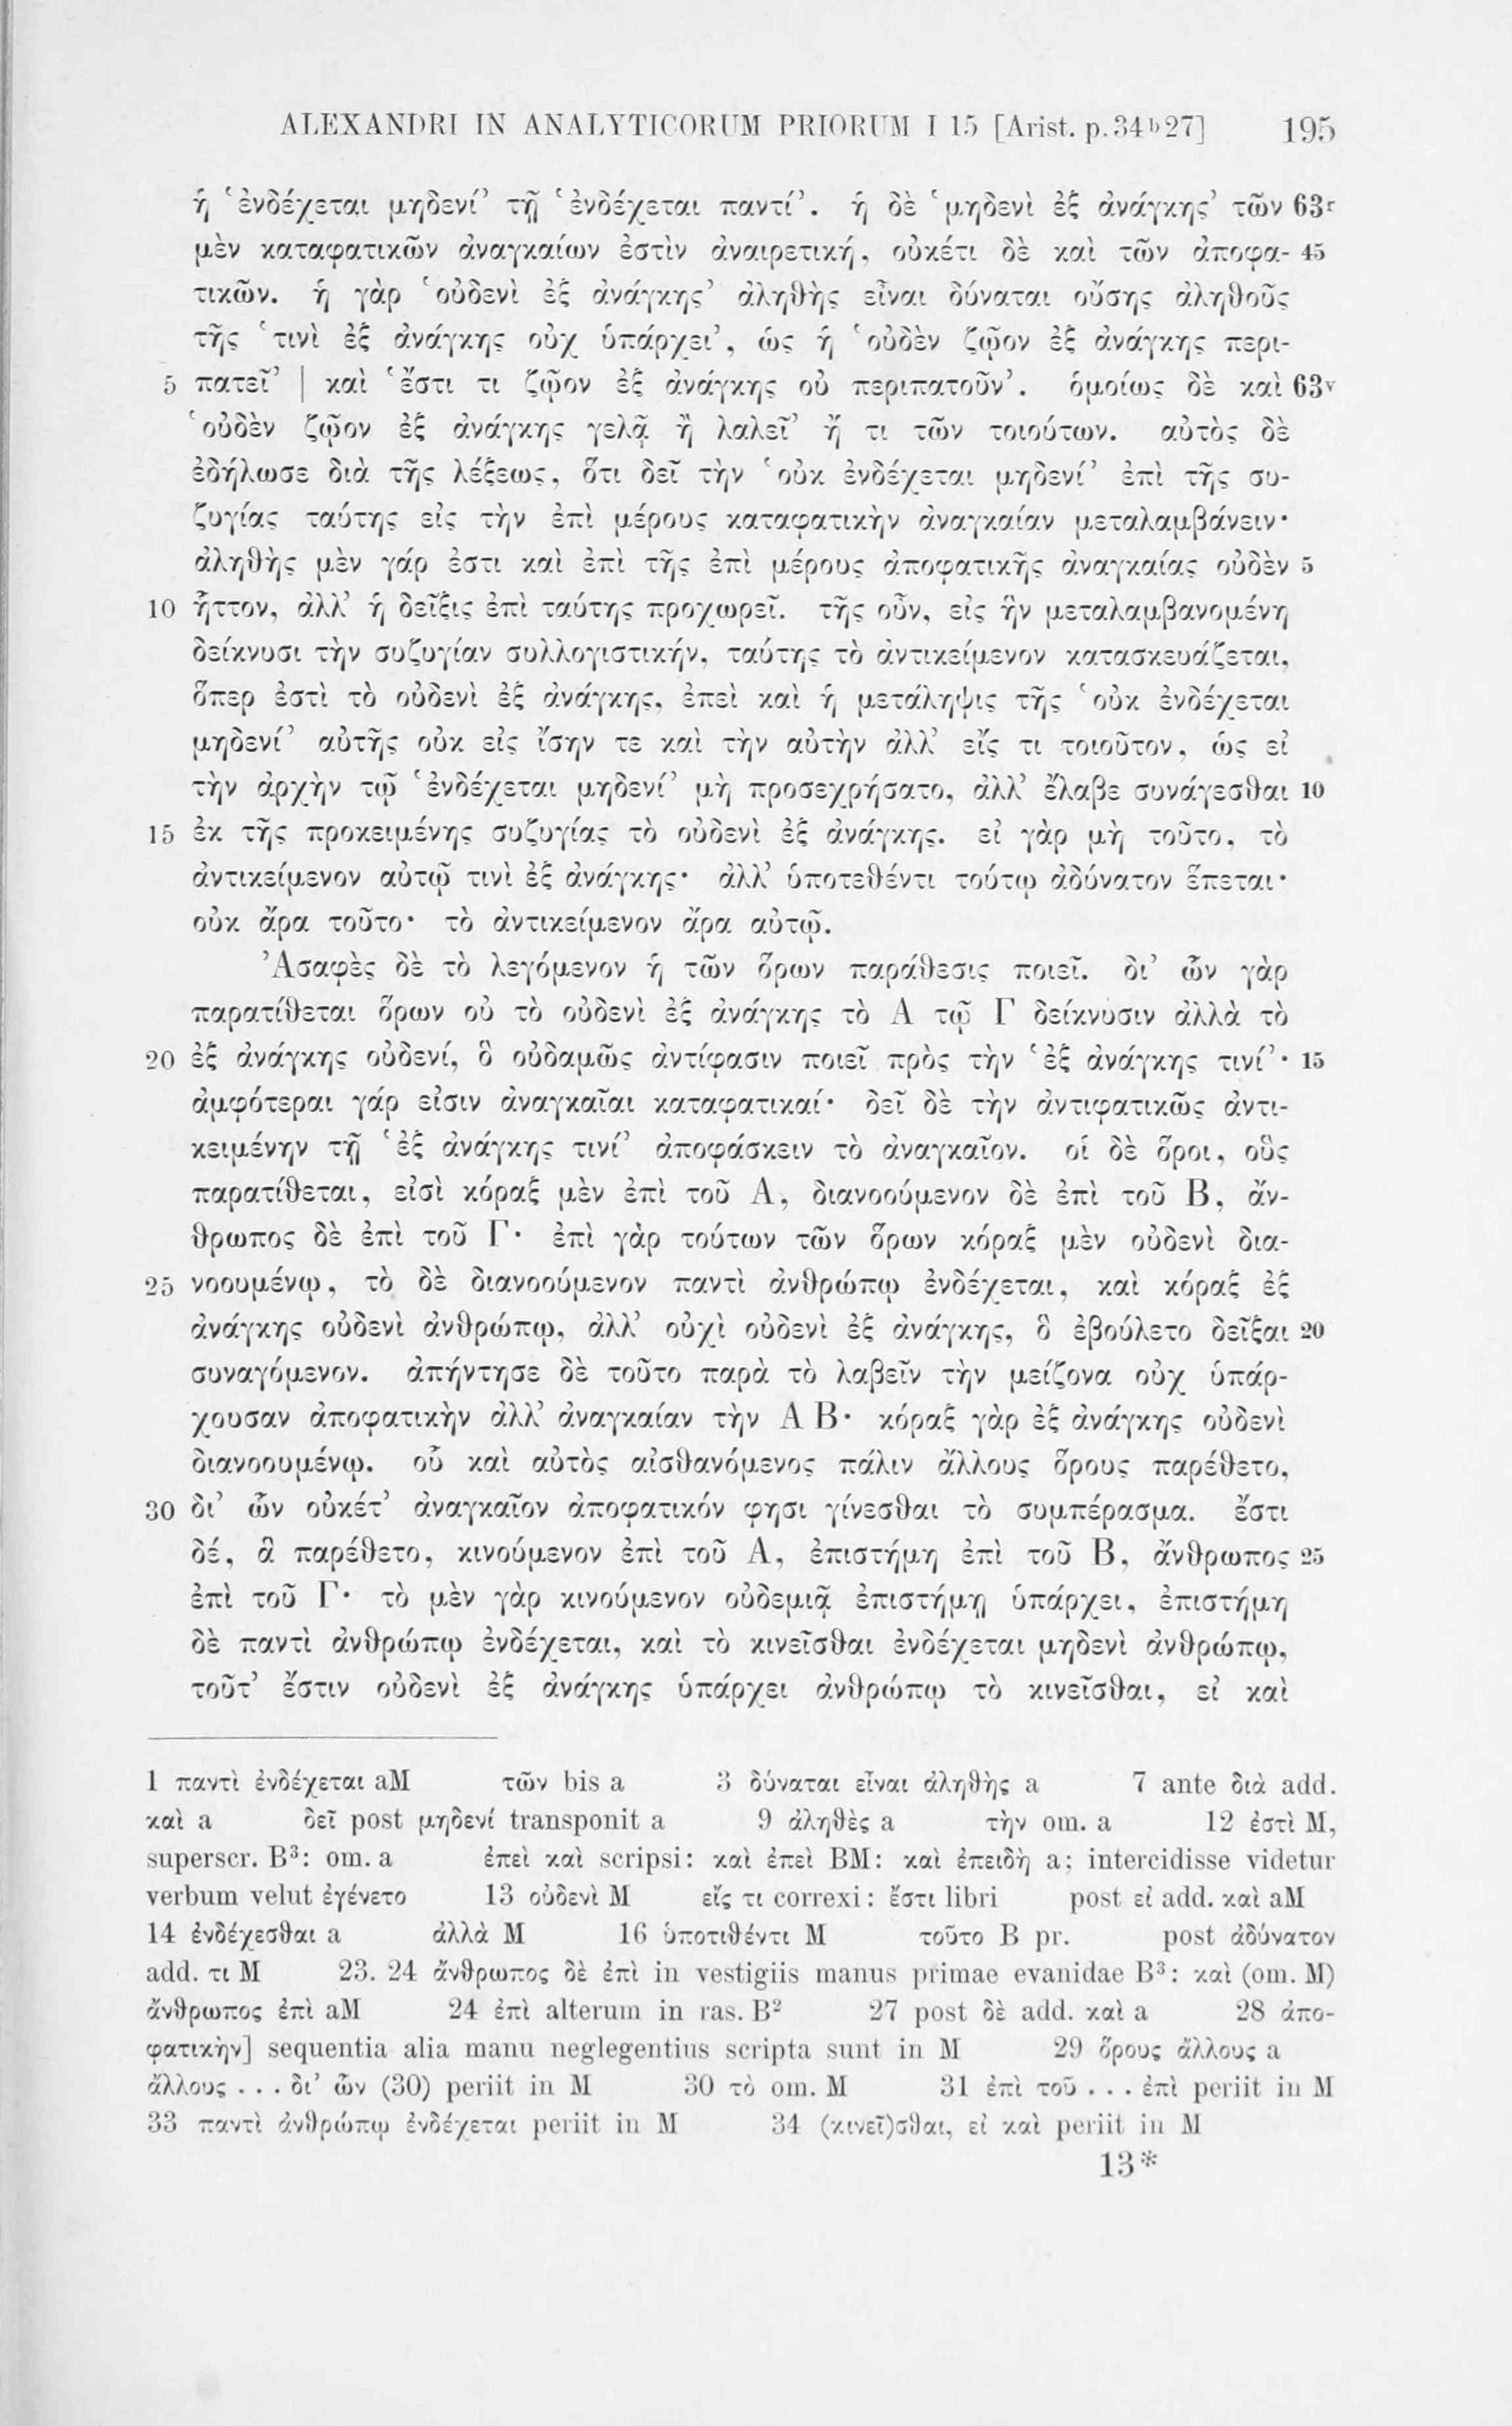 ALEXANDRI IN ANALYTICORUM PRIORUM I 15 [Arist. p. 34ᵇ27] 195
ἡ ‘ἐνδέχεται μηδενί’ τῇ ‘ἐνδέχεται παντί’. ἡ δὲ ‘μηδενὶ ἐξ ἀνάγκης’ τῶν 63ʳ
μὲν καταφατικῶν ἀναγκαίων ἐστὶν ἀναιρετική, οὐκέτι δὲ καὶ τῶν ἀποφα- 45
τικῶν. ἡ γὰρ ‘οὐδενὶ ἐξ ἀνάγκης’ ἀληθὴς εἶναι δύναται οὔσης ἀληθοῦς
τῆς ‘τινὶ ἐξ ἀνάγκης οὐχ ὑπάρχει’, ὡς ἡ ‘οὐδὲν ζῷον ἐξ ἀνάγκης περι-
5 πατεῖ’ | καὶ ‘ἔστι τι ζῷον ἐξ ἀνάγκης οὐ περιπατοῦν’. ὁμοίως δὲ καὶ 63ᵛ
‘οὐδὲν ζῷον ἐξ ἀνάγκης γελᾷ ἢ λαλεῖ’ ἤ τι τῶν τοιούτων. αὐτὸς δὲ
ἐδήλωσε διὰ τῆς λέξεως, ὅτι δεῖ τὴν ‘οὐκ ἐνδέχεται μηδενί’ ἐπὶ τῆς συ-
ζυγίας ταύτης εἰς τὴν ἐπὶ μέρους καταφατικὴν ἀναγκαίαν μεταλαμβάνειν·
ἀληθὴς μὲν γάρ ἐστι καὶ ἐπὶ τῆς ἐπὶ μέρους ἀποφατικῆς ἀναγκαίας οὐδὲν 5
10 ἧττον, ἀλλ’ ἡ δεῖξις ἐπὶ ταύτης προχωρεῖ. τῆς οὖν, εἰς ἣν μεταλαμβανομένη
δείκνυσι τὴν συζυγίαν συλλογιστικήν, ταύτης τὸ ἀντικείμενον κατασκευάζεται,
ὅπερ ἐστὶ τὸ οὐδενὶ ἐξ ἀνάγκης, ἐπεὶ καὶ ἡ μετάληψις τῆς ‘οὐκ ἐνδέχεται
μηδενί’ αὐτῆς οὐκ εἰς ἴσην τε καὶ τὴν αὐτὴν ἀλλ’ εἴς τι τοιοῦτον, ὡς εἰ
τὴν ἀρχὴν τῷ ‘ἐνδέχεται μηδενί’ μὴ προσεχρήσατο, ἀλλ’ ἔλαβε συνάγεσθαι 10
15 ἐκ τῆς προκειμένης συζυγίας τὸ οὐδενὶ ἐξ ἀνάγκης. εἰ γὰρ μὴ τοῦτο, τὸ
ἀντικείμενον αὐτῷ τινὶ ἐξ ἀνάγκης· ἀλλ’ ὑποτεθέντι τούτῳ ἀδύνατον ἕπεται·
οὐκ ἄρα τοῦτο· τὸ ἀντικείμενον ἄρα αὐτῷ.
Ἀσαφὲς δὲ τὸ λεγόμενον ἡ τῶν ὅρων παράθεσις ποιεῖ. δι’ ὧν γὰρ
παρατίθεται ὅρων οὐ τὸ οὐδενὶ ἐξ ἀνάγκης τὸ Α τῷ Γ δείκνυσιν ἀλλὰ τὸ
20 ἐξ ἀνάγκης οὐδενί, ὃ οὐδαμῶς ἀντίφασιν ποιεῖ πρὸς τὴν ‘ἐξ ἀνάγκης τινί’· 15
ἀμφότεραι γάρ εἰσιν ἀναγκαῖαι καταφατικαί· δεῖ δὲ τὴν ἀντιφατικῶς ἀντι-
κειμένην τῇ ‘ἐξ ἀνάγκης τινί’ ἀποφάσκειν τὸ ἀναγκαῖον. οἱ δὲ ὅροι, οὓς
παρατίθεται, εἰσὶ κόραξ μὲν ἐπὶ τοῦ Α, διανοούμενον δὲ ἐπὶ τοῦ Β, ἄν-
θρωπος δὲ ἐπὶ τοῦ Γ· ἐπὶ γὰρ τούτων τῶν ὅρων κόραξ μὲν οὐδενὶ δια-
25 νοουμένῳ, τὸ δὲ διανοούμενον παντὶ ἀνθρώπῳ ἐνδέχεται, καὶ κόραξ ἐξ
ἀνάγκης οὐδενὶ ἀνθρώπῳ, ἀλλ’ οὐχὶ οὐδενὶ ἐξ ἀνάγκης, ὃ ἐβούλετο δεῖξαι 20
συναγόμενον. ἀπήντησε δὲ τοῦτο παρὰ τὸ λαβεῖν τὴν μείζονα οὐχ ὑπάρ-
χουσαν ἀποφατικὴν ἀλλ’ ἀναγκαίαν τὴν Α Β· κόραξ γὰρ ἐξ ἀνάγκης οὐδενὶ
διανοουμένῳ. οὗ καὶ αὐτὸς αἰσθανόμενος πάλιν ἄλλους ὅρους παρέθετο,
30 δι’ ὧν οὐκέτ’ ἀναγκαῖον ἀποφατικόν φησι γίνεσθαι τὸ συμπέρασμα. ἔστι
δέ, ἃ παρέθετο, κινούμενον ἐπὶ τοῦ Α, ἐπιστήμη ἐπὶ τοῦ Β, ἄνθρωπος 25
ἐπὶ τοῦ Γ· τὸ μὲν γὰρ κινούμενον οὐδεμιᾷ ἐπιστήμῃ ὑπάρχει, ἐπιστήμη
δὲ παντὶ ἀνθρώπῳ ἐνδέχεται, καὶ τὸ κινεῖσθαι ἐνδέχεται μηδενὶ ἀνθρώπῳ,
τοῦτ’ ἔστιν οὐδενὶ ἐξ ἀνάγκης ὑπάρχει ἀνθρώπῳ τὸ κινεῖσθαι, εἰ καὶ
1 παντὶ ἐνδέχεται aM τῶν bis a 3 δύναται εἶναι ἀληθὴς a 7 ante διὰ add.
καὶ a δεῖ post μηδενί transponit a 9 ἀληθὲς a τὴν om. a 12 ἐστὶ M,
superscr. B³: om. a ἐπεὶ καὶ scripsi: καὶ ἐπεὶ BM: καὶ ἐπειδὴ a; intercidisse videtur
verbum velut ἐγένετο 13 οὐδενὶ M εἴς τι correxi: ἔστι libri post εἰ add. καὶ aM
14 ἐνδέχεσθαι a ἀλλὰ M 16 ὑποτιθέντι M τοῦτο B pr. post ἀδύνατον
add. τι M 23. 24 ἄνθρωπος δὲ ἐπὶ in vestigiis manus primae evanidae B³: καὶ (om. M)
ἄνθρωπος ἐπὶ aM 24 ἐπὶ alterum in ras. B² 27 post δὲ add. καὶ a 28 ἀπο-
φατικὴν] sequentia alia manu neglegentius scripta sunt in M 29 ὅρους ἄλλους a
ἄλλους . . . δι’ ὧν (30) periit in M 30 τὸ om. M 31 ἐπὶ τοῦ . . . ἐπὶ periit in M
33 παντὶ ἀνθρώπῳ ἐνδέχεται periit in M 34 (κινεῖ)σθαι, εἰ καὶ periit in M
13*